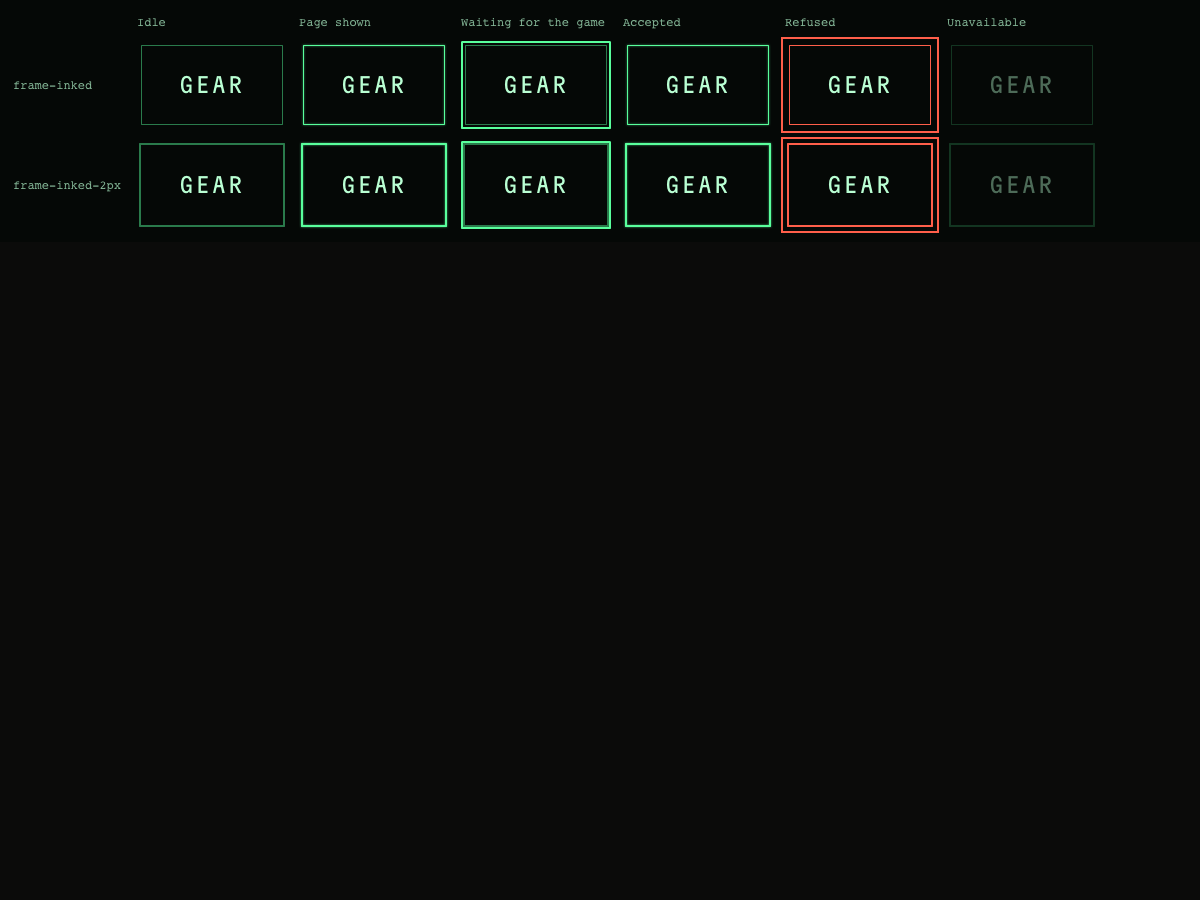 Idle Page shown Waiting for the game Accepted Refused Unavailable
frame-inked GEAR GEAR GEAR GEAR GEAR GEAR
frame-inked-2px GEAR GEAR GEAR GEAR GEAR GEAR